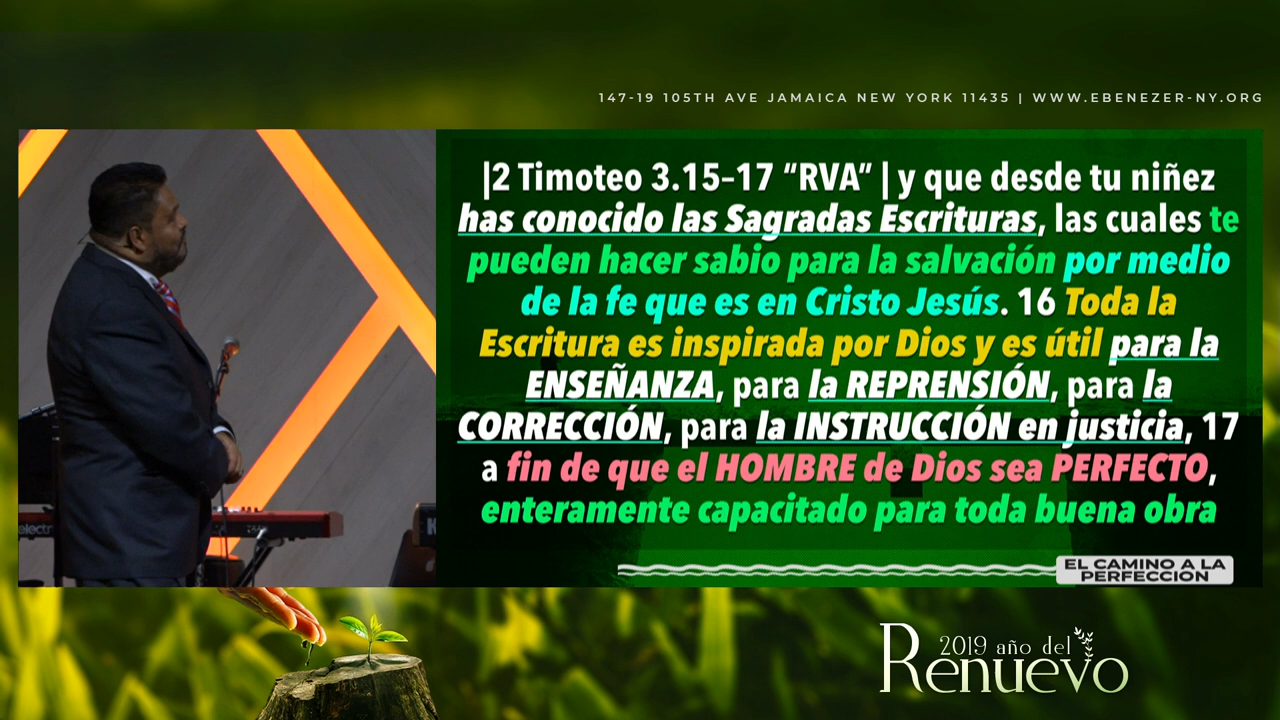 147-19 105TH AVE JAMAICA NEW YORK 11435 | WWW.EBENEZER-NY.ORG
|2 Timoteo 3.15–17 “RVA” | y que desde tu niñez
has conocido las Sagradas Escrituras, las cuales te
pueden hacer sabio para la salvación por medio
de la fe que es en Cristo Jesús. 16 Toda la
Escritura es inspirada por Dios y es útil para la
ENSEÑANZA, para la REPRENSIÓN, para la
CORRECCIÓN, para la INSTRUCCIÓN en justicia, 17
a fin de que el HOMBRE de Dios sea PERFECTO,
enteramente capacitado para toda buena obra
EL CAMINO A LA
PERFECCION
electr
K
2019 año del
Renuevo